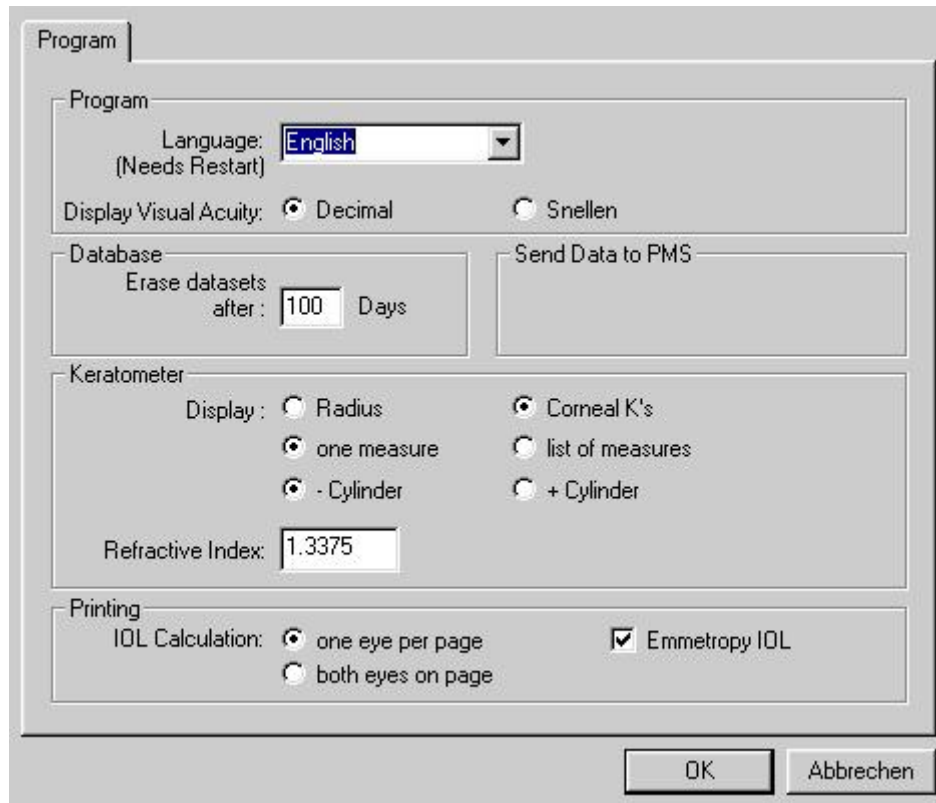 Program
Program
Language: English
(Needs Restart)
Display Visual Acuity: Decimal Snellen
Database
Erase datasets
after : 100 Days
Send Data to PMS
Keratometer
Display : Radius Corneal K's
one measure list of measures
- Cylinder + Cylinder
Refractive Index: 1.3375
Printing
IOL Calculation: one eye per page Emmetropy IOL
both eyes on page
OK Abbrechen